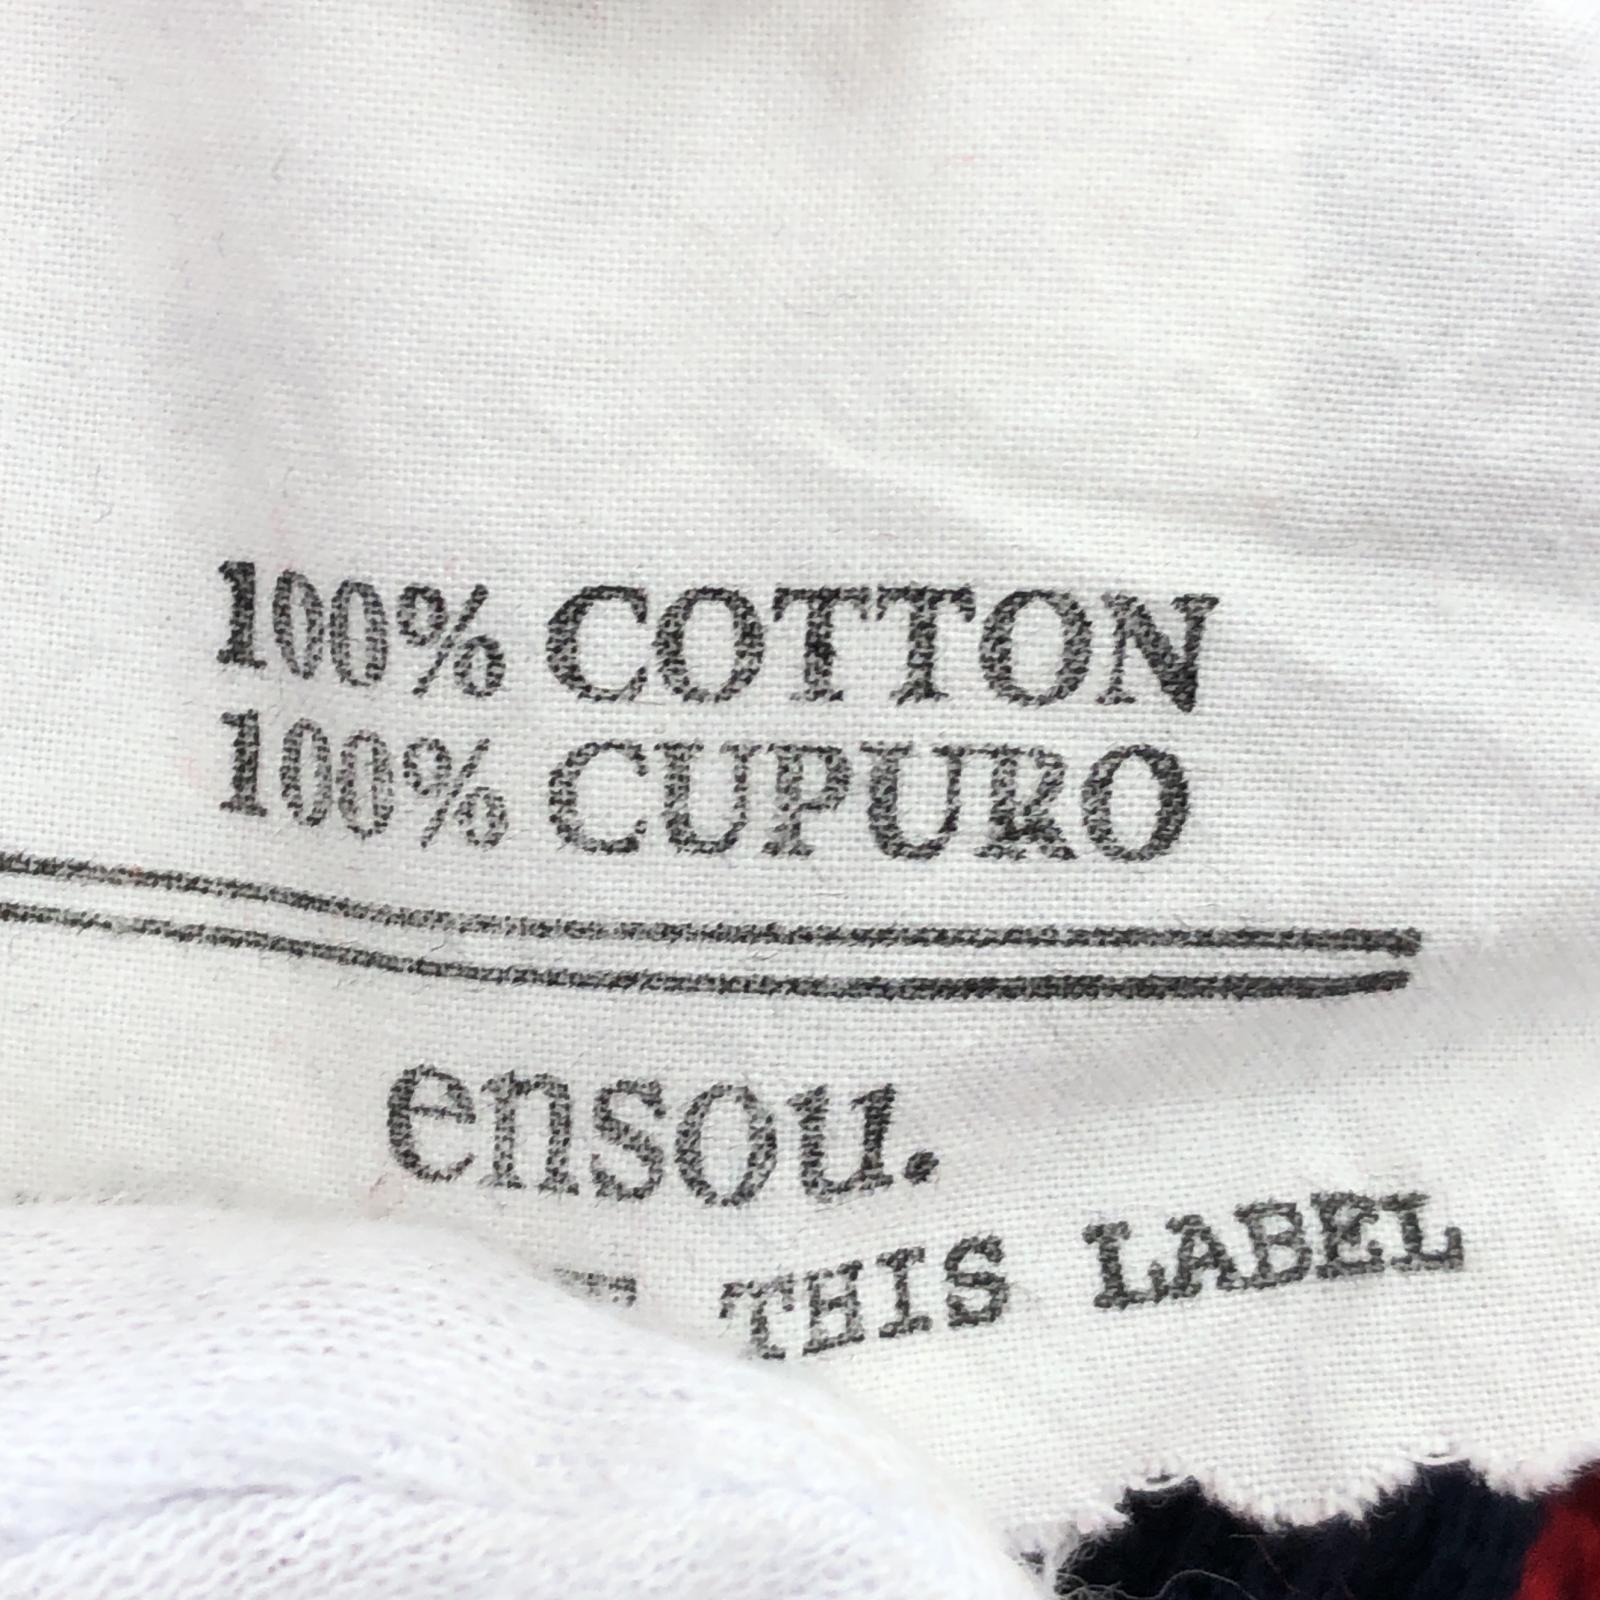 100% COTTON
100% CUPURO
ensou.
THIS LABEL